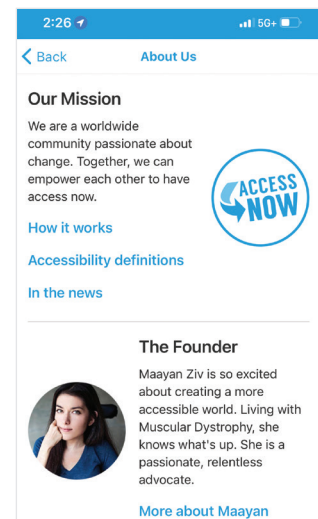 2:26 5G+
Back About Us
Our Mission
We are a worldwide
community passionate about
change. Together, we can
empower each other to have
access now.
ACCESS
NOW
How it works
Accessibility definitions
In the news
The Founder
Maayan Ziv is so excited
about creating a more
accessible world. Living with
Muscular Dystrophy, she
knows what's up. She is a
passionate, relentless
advocate.
More about Maayan